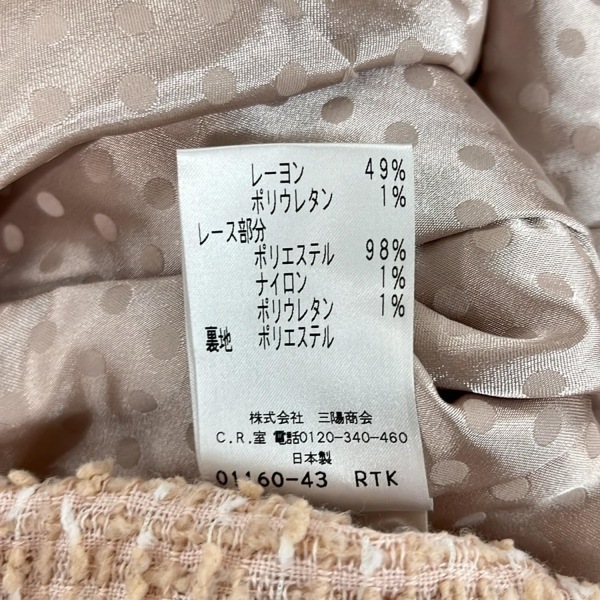 レーヨン 49%
ポリウレタン 1%
レース部分
ポリエステル 98%
ナイロン 1%
ポリウレタン 1%
裏地 ポリエステル
株式会社 三陽商会
C.R.室 電話0120-340-460
日本製
01160-43 RTK